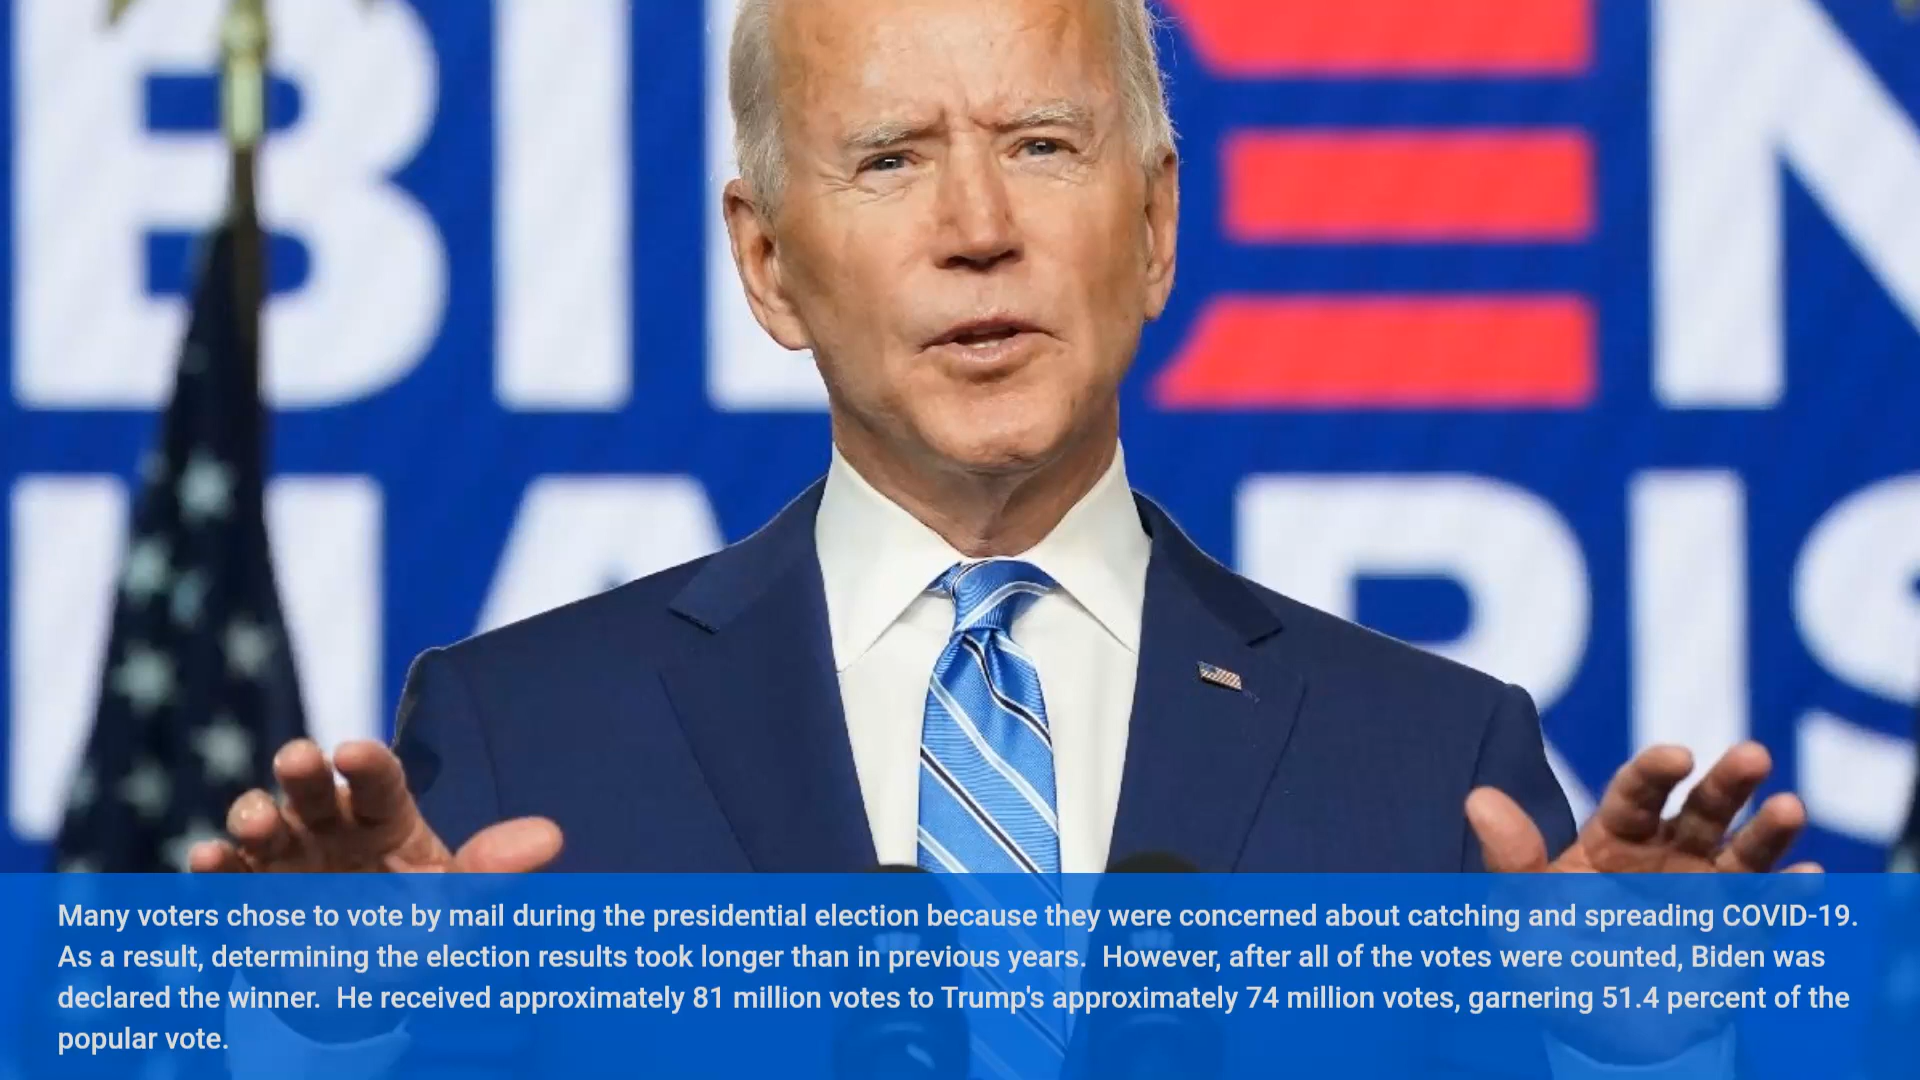 BIDEN
HARRIS
Many voters chose to vote by mail during the presidential election because they were concerned about catching and spreading COVID-19.
As a result, determining the election results took longer than in previous years.  However, after all of the votes were counted, Biden was
declared the winner.  He received approximately 81 million votes to Trump's approximately 74 million votes, garnering 51.4 percent of the
popular vote.